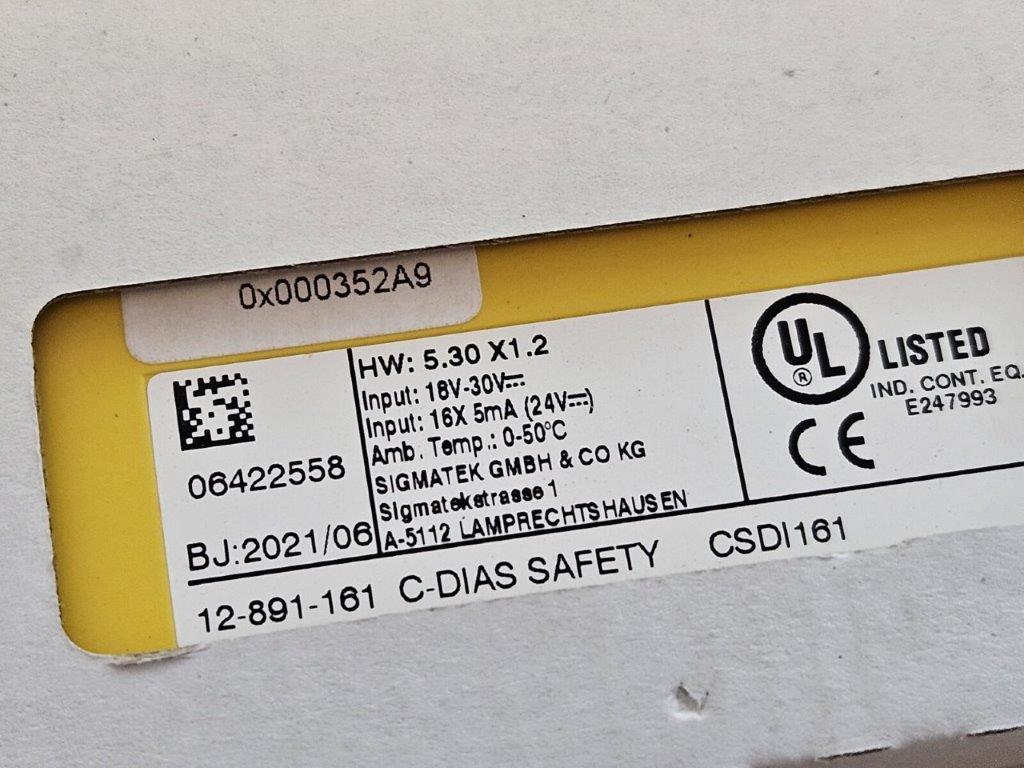 0x000352A9
06422558
BJ:2021/06
HW: 5.30 X1.2
Input: 18V-30V⎓
Input: 16X 5mA (24V⎓)
Amb. Temp.: 0-50°C
SIGMATEK GMBH & CO KG
Sigmatekstrasse 1
A-5112 LAMPRECHTSHAUSEN
UL
®
LISTED
IND. CONT. EQ.
E247993
CE
12-891-161 C-DIAS SAFETY CSDI161